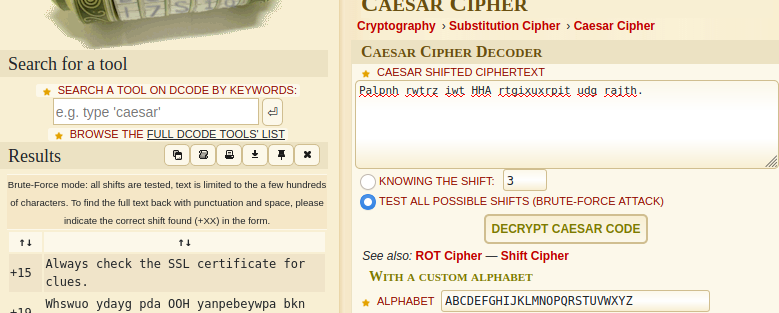 Search for a tool
SEARCH A TOOL ON DCODE BY KEYWORDS:
e.g. type 'caesar'
BROWSE THE FULL DCODE TOOLS' LIST
Results
Brute-Force mode: all shifts are tested, text is limited to the a few hundreds
of characters. To find the full text back with punctuation and space, please
indicate the correct shift found (+XX) in the form.
↑↓ ↑↓
+15 Always check the SSL certificate for
clues.
+19 Whswuo ydayg pda OOH yanpebeywpa bkn
CAESAR CIPHER
Cryptography › Substitution Cipher › Caesar Cipher
CAESAR CIPHER DECODER
CAESAR SHIFTED CIPHERTEXT
Palpnh rwtrz iwt HHA rtgixuxrpit udg rajth.
KNOWING THE SHIFT: 3
TEST ALL POSSIBLE SHIFTS (BRUTE-FORCE ATTACK)
DECRYPT CAESAR CODE
See also: ROT Cipher — Shift Cipher
WITH A CUSTOM ALPHABET
ALPHABET ABCDEFGHIJKLMNOPQRSTUVWXYZ